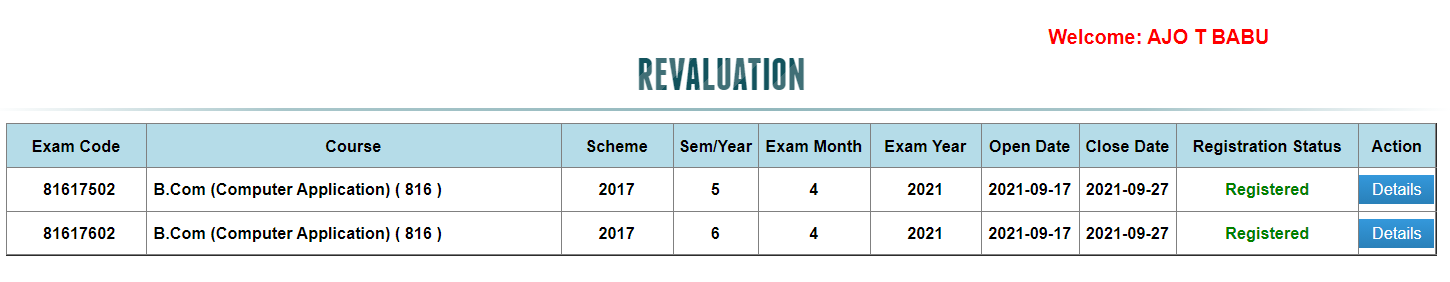 Welcome: AJO T BABU
REVALUATION
Exam Code Course Scheme Sem/Year Exam Month Exam Year Open Date Close Date Registration Status Action
81617502 B.Com (Computer Application) ( 816 ) 2017 5 4 2021 2021-09-17 2021-09-27 Registered Details
81617602 B.Com (Computer Application) ( 816 ) 2017 6 4 2021 2021-09-17 2021-09-27 Registered Details